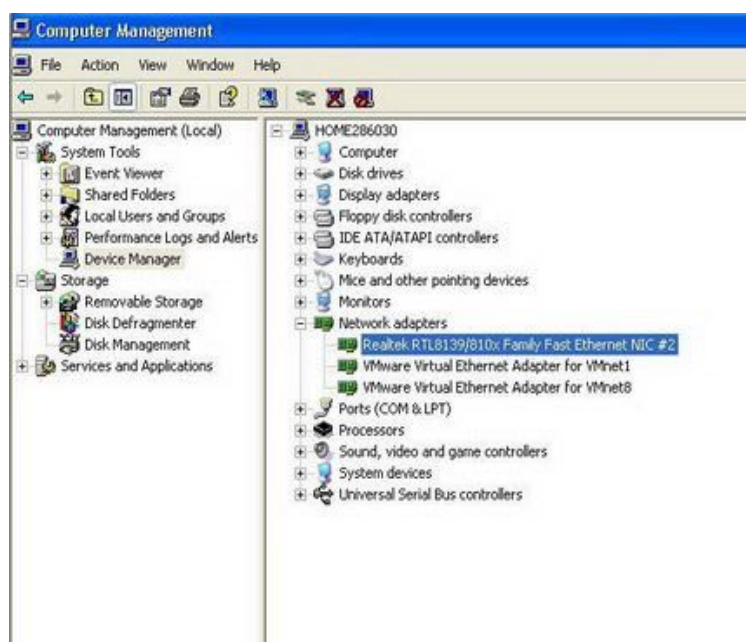 Computer Management
File Action View Window Help
Computer Management (Local)
System Tools
Event Viewer
Shared Folders
Local Users and Groups
Performance Logs and Alerts
Device Manager
Storage
Removable Storage
Disk Defragmenter
Disk Management
Services and Applications
HOME286030
Computer
Disk drives
Display adapters
Floppy disk controllers
IDE ATA/ATAPI controllers
Keyboards
Mice and other pointing devices
Monitors
Network adapters
Realtek RTL8139/810x Family Fast Ethernet NIC #2
VMware Virtual Ethernet Adapter for VMnet1
VMware Virtual Ethernet Adapter for VMnet8
Ports (COM & LPT)
Processors
Sound, video and game controllers
System devices
Universal Serial Bus controllers